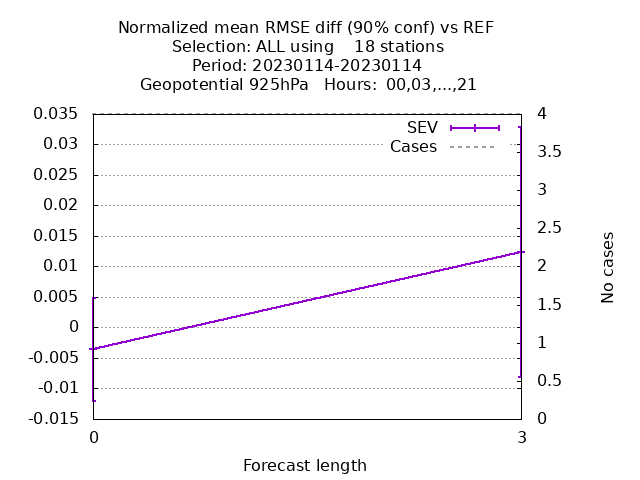 Normalized mean RMSE diff (90% conf) vs REF
Selection: ALL using    18 stations
Period: 20230114-20230114
Geopotential 925hPa   Hours: 00,03,...,21
0.035
0.03
0.025
0.02
0.015
0.01
0.005
0
-0.005
-0.01
-0.015
SEV
Cases
4
3.5
3
2.5
2
1.5
1
0.5
0
No cases
0
3
Forecast length